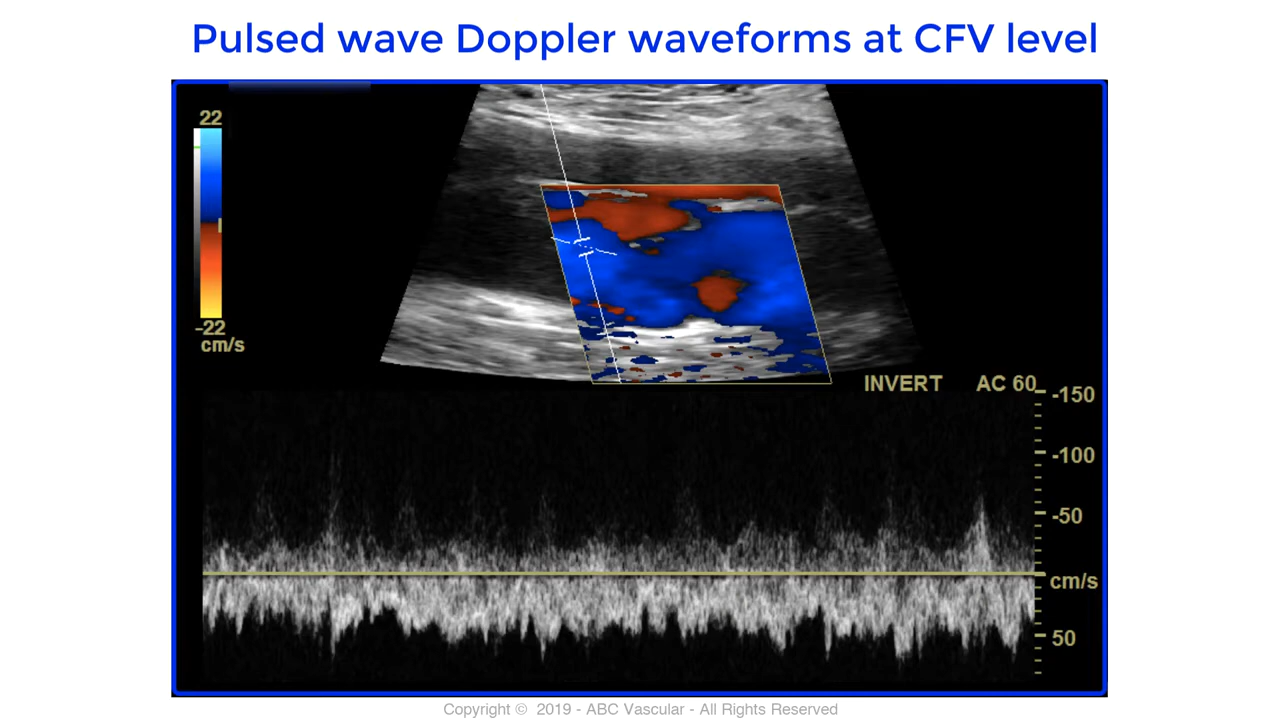 Pulsed wave Doppler waveforms at CFV level
22
-22
cm/s
INVERT AC 60
-150
-100
-50
cm/s
50
Copyright © 2019 - ABC Vascular - All Rights Reserved